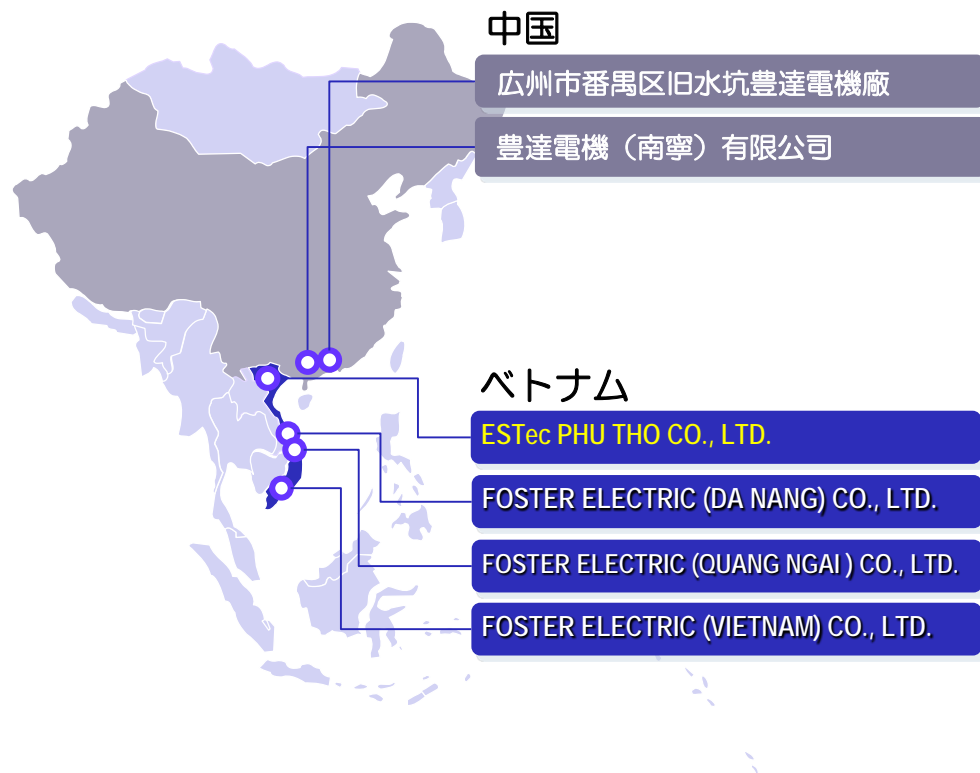 中国
広州市番禺区旧水坑豊達電機廠
豊達電機（南寧）有限公司
ベトナム
ESTec PHU THO CO., LTD.
FOSTER ELECTRIC (DA NANG) CO., LTD.
FOSTER ELECTRIC (QUANG NGAI ) CO., LTD.
FOSTER ELECTRIC (VIETNAM) CO., LTD.